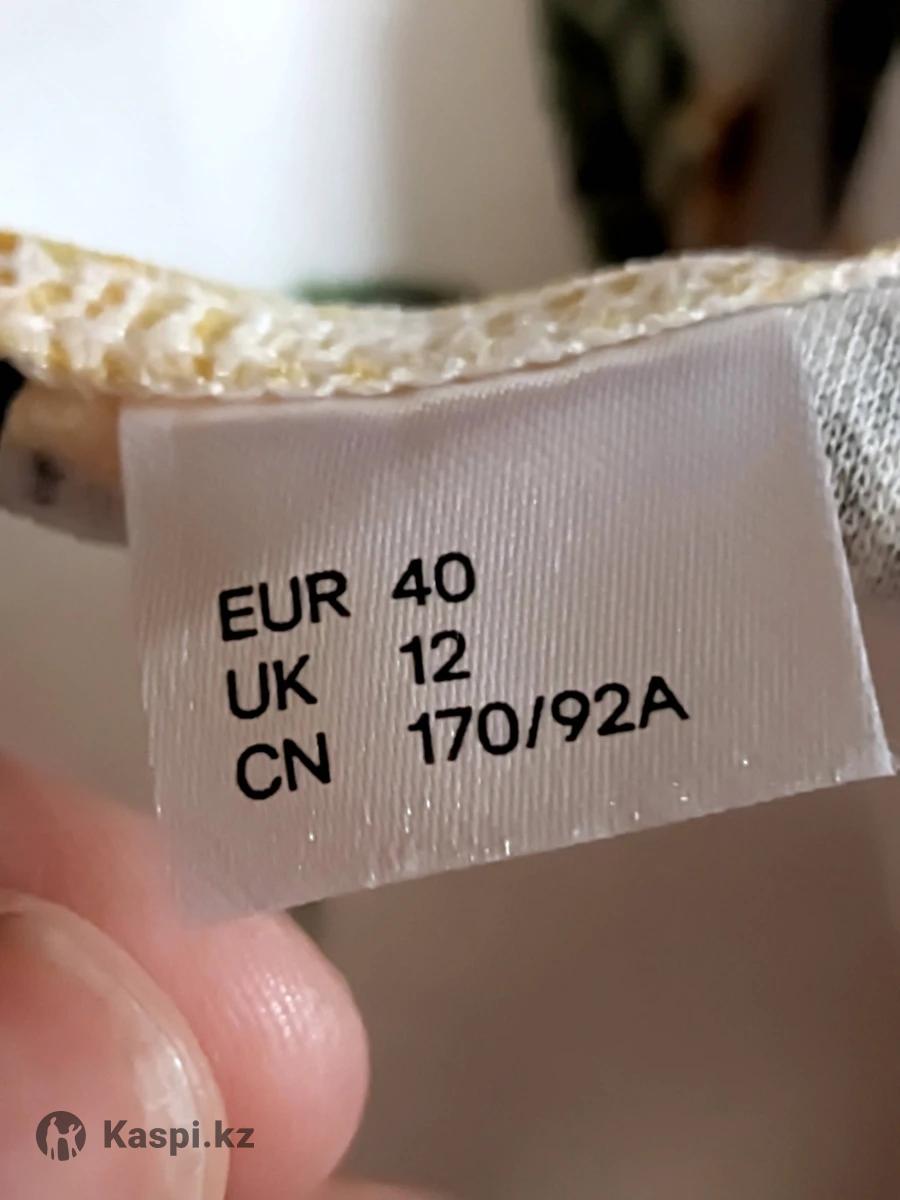 EUR 40
UK 12
CN 170/92A
Kaspi.kz